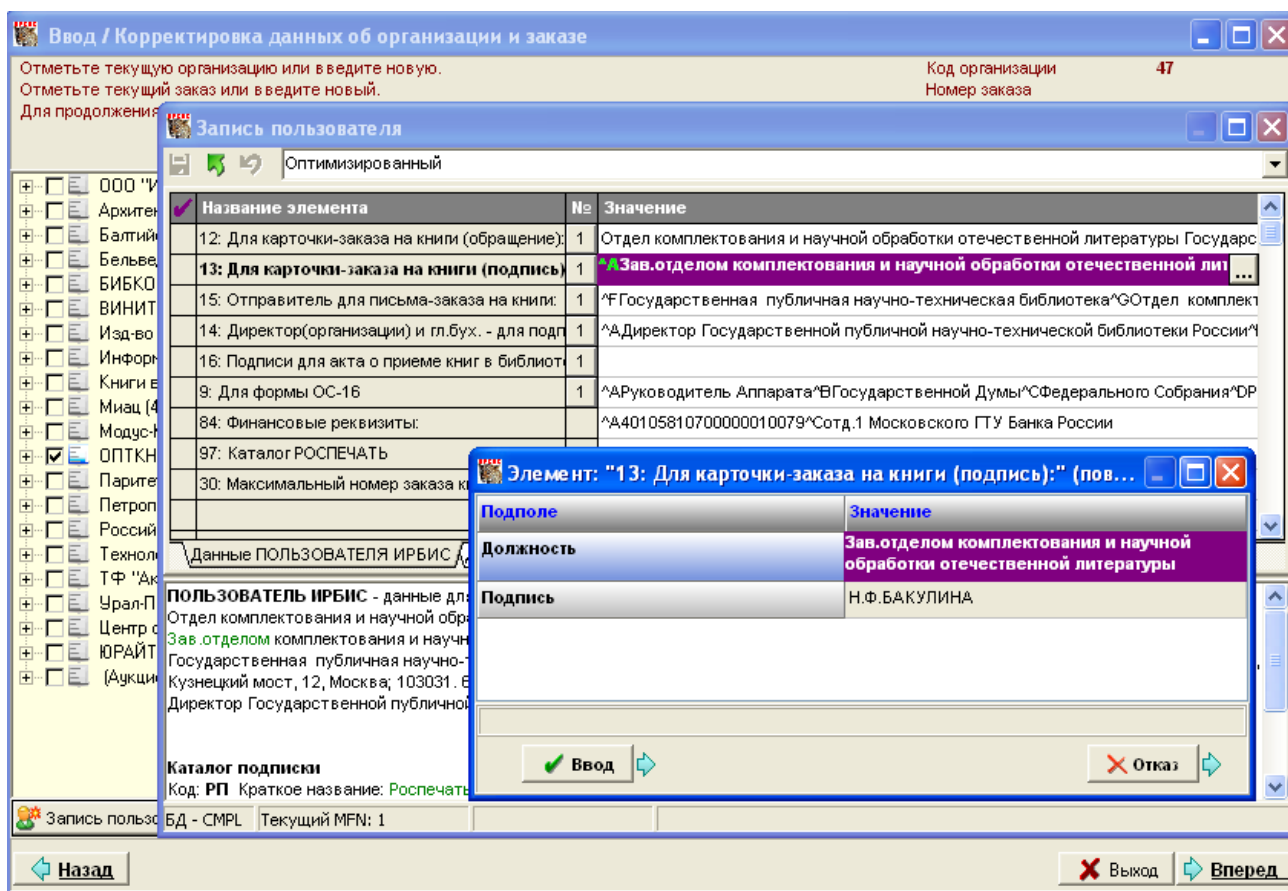 Ввод / Корректировка данных об организации и заказе
Отметьте текущую организацию или введите новую.
Код организации 47
Отметьте текущий заказ или введите новый.
Номер заказа
Для продолжения
Запись пользователя
Оптимизированный
Название элемента № Значение
12: Для карточки-заказа на книги (обращение): 1 Отдел комплектования и научной обработки отечественной литературы Государс
13: Для карточки-заказа на книги (подпись) 1 ^AЗав.отделом комплектования и научной обработки отечественной лит ...
15: Отправитель для письма-заказа на книги: 1 ^FГосударственная публичная научно-техническая библиотека^GОтдел комплект
14: Директор(организации) и гл.бух. - для подп 1 ^AДиректор Государственной публичной научно-технической библиотеки России^
16: Подписи для акта о приеме книг в библиот 1
9: Для формы ОС-16 1 ^AРуководитель Аппарата^BГосударственной Думы^CФедерального Собрания^DР
84: Финансовые реквизиты: ^A40105810700000010079^Cотд.1 Московского ГТУ Банка России
97: Каталог РОСПЕЧАТЬ
30: Максимальный номер заказа к
Данные ПОЛЬЗОВАТЕЛЯ ИРБИС
ООО "И
Архитек
Балтий
Бельве
БИБКО
ВИНИТ
Изд-во
Информ
Книги в
Миац (4
Модус-К
ОПТКН
Парите
Петроп
Россий
Техноло
ТФ "Ак
Урал-П
Центр о
ЮРАЙТ
(Аукци
ПОЛЬЗОВАТЕЛЬ ИРБИС - данные дл
Отдел комплектования и научной обр
Зав.отделом комплектования и научн
Государственная публичная научно-
Кузнецкий мост, 12, Москва; 103031. 6
Директор Государственной публично
Каталог подписки
Код: РП Краткое название: Роспечать
Элемент: "13: Для карточки-заказа на книги (подпись):" (пов...
Подполе Значение
Должность Зав.отделом комплектования и научной
обработки отечественной литературы
Подпись Н.Ф.БАКУЛИНА
Ввод Отказ
Запись пользо
БД - CMPL Текущий MFN: 1
Назад Выход Вперед